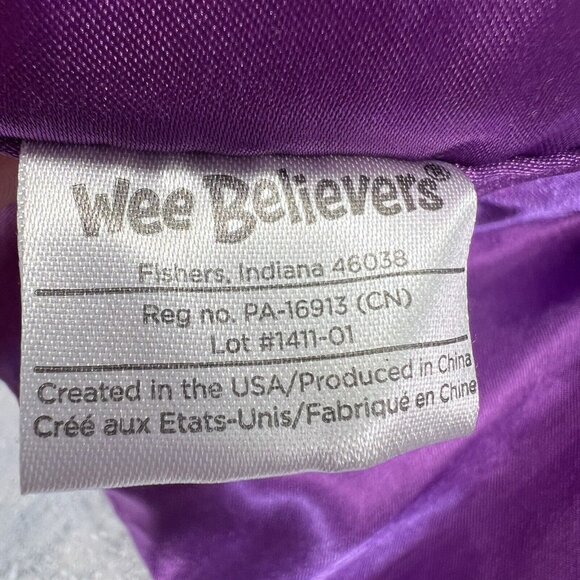 Wee Believers®
Fishers, Indiana 46038
Reg no. PA-16913 (CN)
Lot #1411-01
Created in the USA/Produced in China
Créé aux Etats-Unis/Fabriqué en Chine